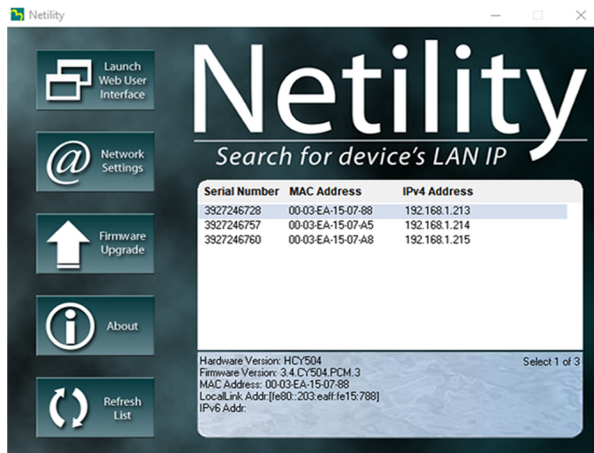 Netility
Launch
Web User
Interface
Network
Settings
Firmware
Upgrade
About
Refresh
List
Netility
Search for device's LAN IP
Serial Number MAC Address IPv4 Address
3927246728 00-03-EA-15-07-88 192.168.1.213
3927246757 00-03-EA-15-07-A5 192.168.1.214
3927246760 00-03-EA-15-07-A8 192.168.1.215
Hardware Version: HCY504 Select 1 of 3
Firmware Version: 3.4.CY504.PCM.3
MAC Address: 00-03-EA-15-07-88
LocalLink Addr:[fe80::203:eaff:fe15:788]
IPv6 Addr: